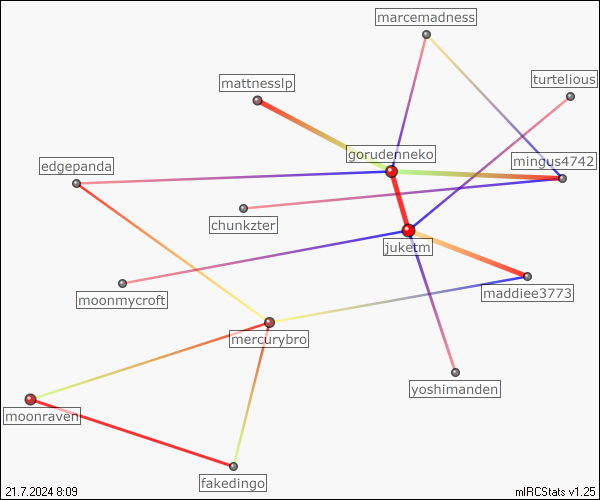 marcemadness
mattnesslp
turtelious
gorudenneko
mingus4742
edgepanda
chunkzter
juketm
moonmycroft
maddiee3773
mercurybro
yoshimanden
moonraven
fakedingo
21.7.2024 8:09
mIRCStats v1.25